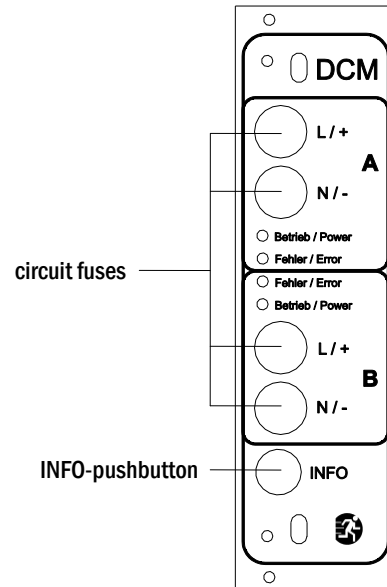 DCM
L / +
A
N / -
Betrieb / Power
Fehler / Error
circuit fuses
Fehler / Error
Betrieb / Power
L / +
B
N / -
INFO-pushbutton
INFO